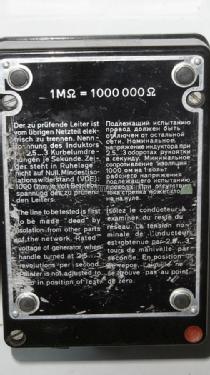 1MΩ = 1000 000 Ω
Der zu prüfende Leiter ist
vom übrigen Netzteil elek-
trisch zu trennen. Nenn-
spannung des Induktors
bei 2,5...3 Kurbelumdre-
hungen je Sekunde. Zei-
ger steht in Ruhelage
nicht auf Null. Mindestiso-
lationswiderstand (VDE):
1000 Ohm je Volt Betriebs-
spannung des zu prüfen-
den Leiters.
Подлежащий испытанию
провод должен быть
отключен от остальной
сети. Номинальное
напряжение индуктора при
2,5...3 оборотах рукоятки
в секунду. Минимальное
сопротивление изоляции
1000 ом на 1 вольт
рабочего напряжения
подлежащего испытанию
провода. При
стрелка
на нуле.
The line to be tested is first
to be made "dead" by
isolation from other parts
of the network. Rated
voltage of generator when
handle turned at 2.5...3
revolutions per second.
Pointer is not adjusted to
zero in position of rest.
Isolez le conducteur à
examiner du reste du
réseau. La tension no-
minale de l'inducteur
est obtenue par 2,5...3
tours de manivelle par
seconde. En position
de repos, l'aiguille ne
se trouve pas au point
de zéro.